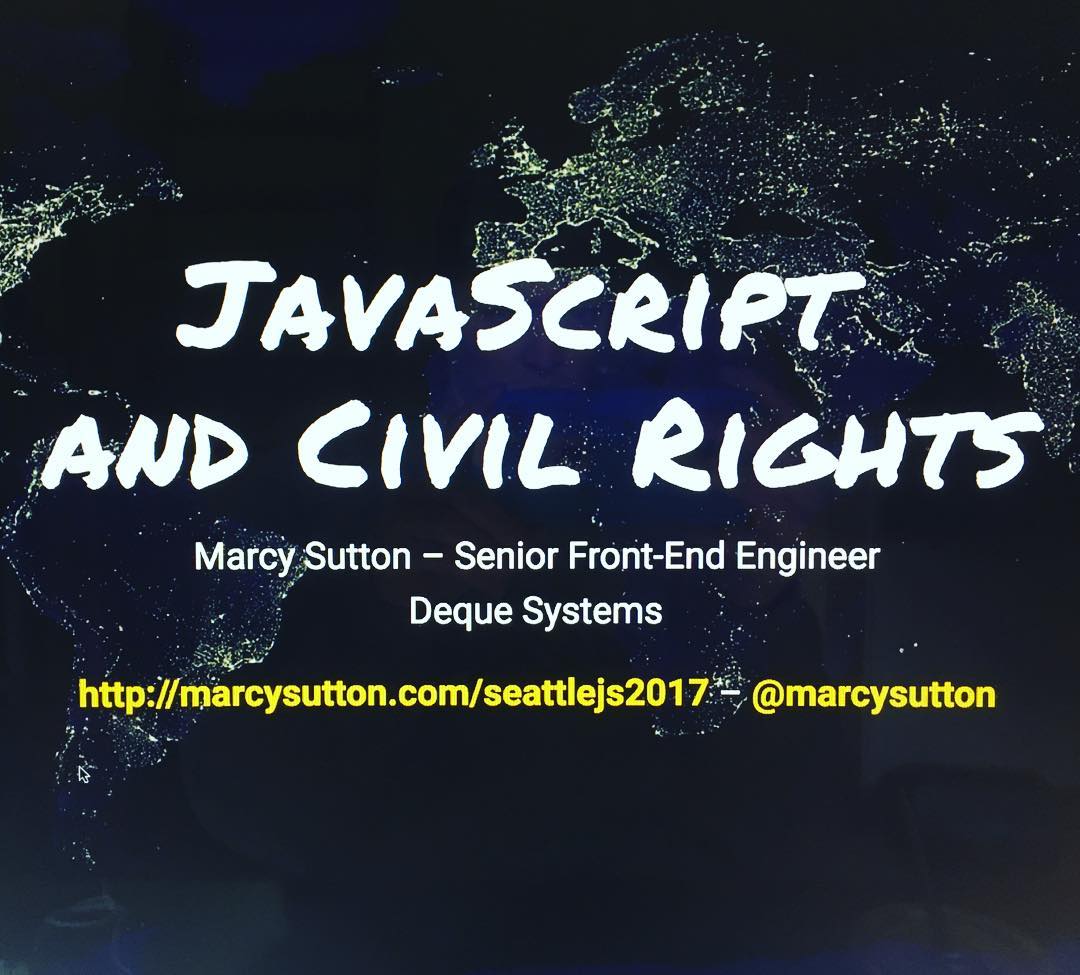 JavaScript
and Civil Rights
Marcy Sutton – Senior Front-End Engineer
Deque Systems
http://marcysutton.com/seattlejs2017 – @marcysutton